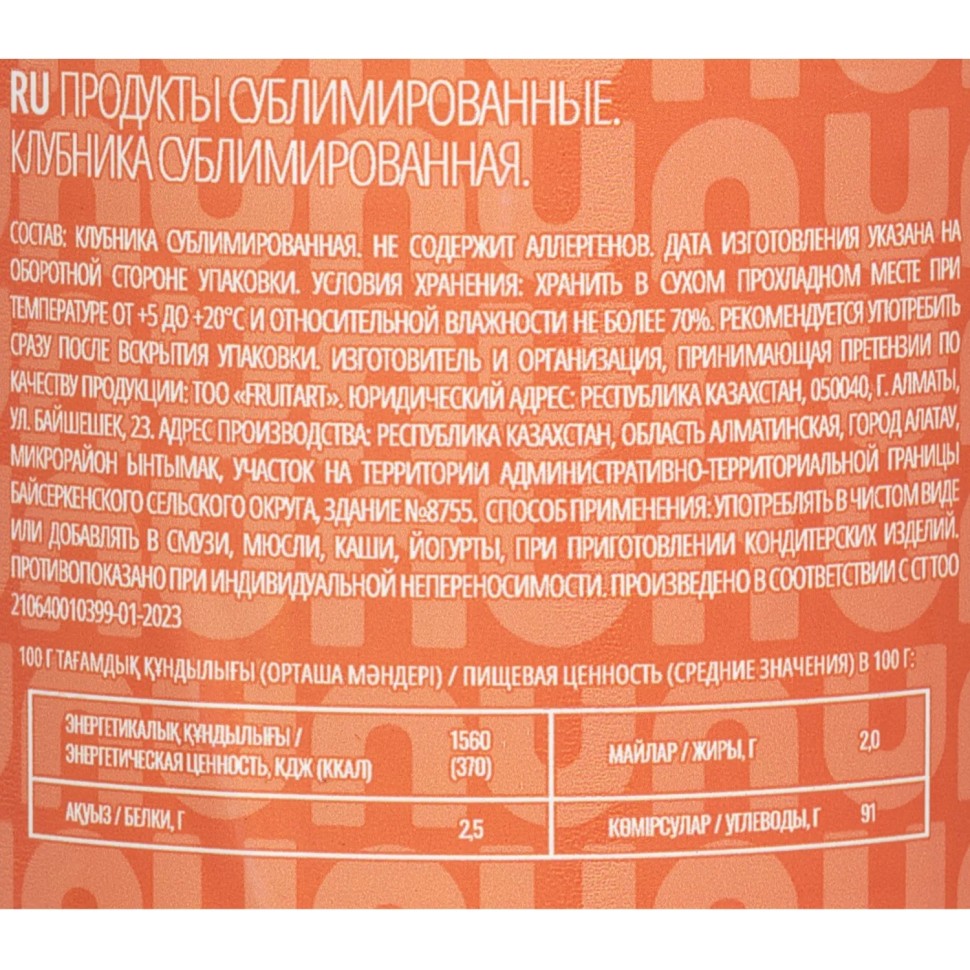 RU ПРОДУКТЫ СУБЛИМИРОВАННЫЕ.
КЛУБНИКА СУБЛИМИРОВАННАЯ.
СОСТАВ: КЛУБНИКА СУБЛИМИРОВАННАЯ. НЕ СОДЕРЖИТ АЛЛЕРГЕНОВ. ДАТА ИЗГОТОВЛЕНИЯ УКАЗАНА НА
ОБОРОТНОЙ СТОРОНЕ УПАКОВКИ. УСЛОВИЯ ХРАНЕНИЯ: ХРАНИТЬ В СУХОМ ПРОХЛАДНОМ МЕСТЕ ПРИ
ТЕМПЕРАТУРЕ ОТ +5 ДО +20°C И ОТНОСИТЕЛЬНОЙ ВЛАЖНОСТИ НЕ БОЛЕЕ 70%. РЕКОМЕНДУЕТСЯ УПОТРЕБИТЬ
СРАЗУ ПОСЛЕ ВСКРЫТИЯ УПАКОВКИ. ИЗГОТОВИТЕЛЬ И ОРГАНИЗАЦИЯ, ПРИНИМАЮЩАЯ ПРЕТЕНЗИИ ПО
КАЧЕСТВУ ПРОДУКЦИИ: ТОО «FRUITART». ЮРИДИЧЕСКИЙ АДРЕС: РЕСПУБЛИКА КАЗАХСТАН, 050040, Г. АЛМАТЫ,
УЛ. БАЙШЕШЕК, 23. АДРЕС ПРОИЗВОДСТВА: РЕСПУБЛИКА КАЗАХСТАН, ОБЛАСТЬ АЛМАТИНСКАЯ, ГОРОД АЛАТАУ,
МИКРОРАЙОН ЫНТЫМАК, УЧАСТОК НА ТЕРРИТОРИИ АДМИНИСТРАТИВНО-ТЕРРИТОРИАЛЬНОЙ ГРАНИЦЫ
БАЙСЕРКЕНСКОГО СЕЛЬСКОГО ОКРУГА, ЗДАНИЕ №8755. СПОСОБ ПРИМЕНЕНИЯ: УПОТРЕБЛЯТЬ В ЧИСТОМ ВИДЕ
ИЛИ ДОБАВЛЯТЬ В СМУЗИ, МЮСЛИ, КАШИ, ЙОГУРТЫ, ПРИ ПРИГОТОВЛЕНИИ КОНДИТЕРСКИХ ИЗДЕЛИЙ.
ПРОТИВОПОКАЗАНО ПРИ ИНДИВИДУАЛЬНОЙ НЕПЕРЕНОСИМОСТИ. ПРОИЗВЕДЕНО В СООТВЕТСТВИИ С СТ ТОО
210640010399-01-2023
100 Г ТАҒАМДЫҚ ҚҰНДЫЛЫҒЫ (ОРТАША МӘНДЕРІ) / ПИЩЕВАЯ ЦЕННОСТЬ (СРЕДНИЕ ЗНАЧЕНИЯ) В 100 Г:
ЭНЕРГЕТИКАЛЫҚ ҚҰНДЫЛЫҒЫ / 1560
ЭНЕРГЕТИЧЕСКАЯ ЦЕННОСТЬ, КДЖ (ККАЛ) (370)
МАЙЛАР / ЖИРЫ, Г 2,0
АҚУЫЗ / БЕЛКИ, Г 2,5
КӨМІРСУЛАР / УГЛЕВОДЫ, Г 91